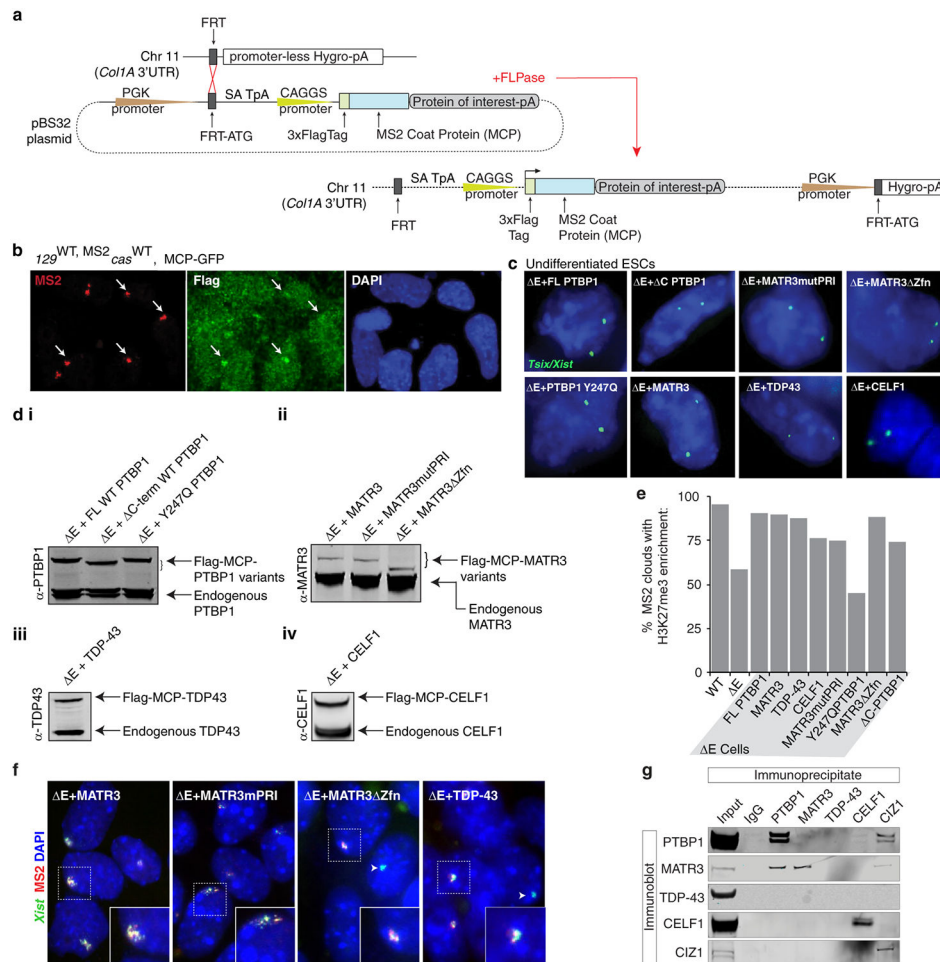 a
FRT
Chr 11
(Col1A 3'UTR)
promoter-less Hygro-pA
+FLPase
PGK
promoter
SA TpA
CAGGS
promoter
Protein of interest-pA
pBS32
plasmid
FRT-ATG
3xFlagTag
MS2 Coat Protein (MCP)
Chr 11
(Col1A 3'UTR)
SA TpA
CAGGS
promoter
Protein of interest-pA
PGK
promoter
Hygro-pA
FRT
3xFlag
Tag
MS2 Coat
Protein (MCP)
FRT-ATG
b
129WT, MS2 casWT, MCP-GFP
MS2
Flag
DAPI
c Undifferentiated ESCs
ΔE+FL PTBP1
ΔE+ΔC PTBP1
ΔE+MATR3mutPRI
ΔE+MATR3ΔZfn
Tsix/Xist
ΔE+PTBP1 Y247Q
ΔE+MATR3
ΔE+TDP43
ΔE+CELF1
d i
ΔE + FL WT PTBP1
ΔE + ΔC-term WT PTBP1
ΔE + Y247Q PTBP1
α-PTBP1
Flag-MCP-
PTBP1 variants
Endogenous
PTBP1
ii
ΔE + MATR3
ΔE + MATR3mutPRI
ΔE + MATR3ΔZfn
α-MATR3
Flag-MCP-MATR3
variants
Endogenous
MATR3
iii
ΔE + TDP-43
α-TDP43
Flag-MCP-TDP43
Endogenous TDP43
iv
ΔE + CELF1
α-CELF1
Flag-MCP-CELF1
Endogenous CELF1
e
% MS2 clouds with
H3K27me3 enrichment:
100
75
50
25
0
WT
ΔE
FL PTBP1
MATR3
TDP-43
CELF1
MATR3mutPRI
Y247QPTBP1
MATR3ΔZfn
ΔC-PTBP1
ΔE Cells
f
Xist MS2 DAPI
ΔE+MATR3
ΔE+MATR3mPRI
ΔE+MATR3ΔZfn
ΔE+TDP-43
g
Immunoprecipitate
Input
IgG
PTBP1
MATR3
TDP-43
CELF1
CIZ1
Immunoblot
PTBP1
MATR3
TDP-43
CELF1
CIZ1